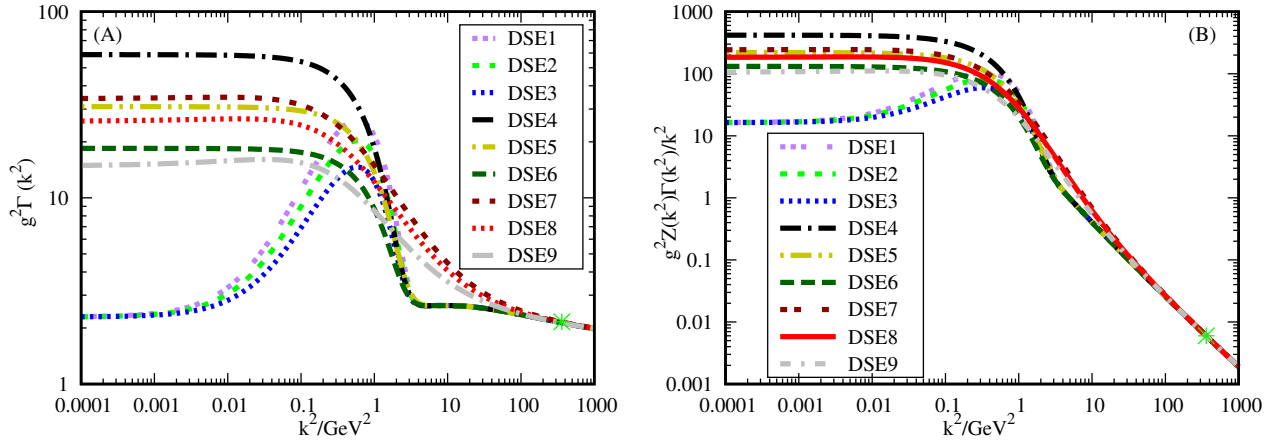 (A)
g²Γ (k²)
100
10
1
0.0001 0.001 0.01 0.1 1 10 100 1000
k²/GeV²
DSE1
DSE2
DSE3
DSE4
DSE5
DSE6
DSE7
DSE8
DSE9
(B)
g²Z(k²)Γ(k²)/k²
1000
100
10
1
0.1
0.01
0.001
0.0001 0.001 0.01 0.1 1 10 100 1000
k²/GeV²
DSE1
DSE2
DSE3
DSE4
DSE5
DSE6
DSE7
DSE8
DSE9